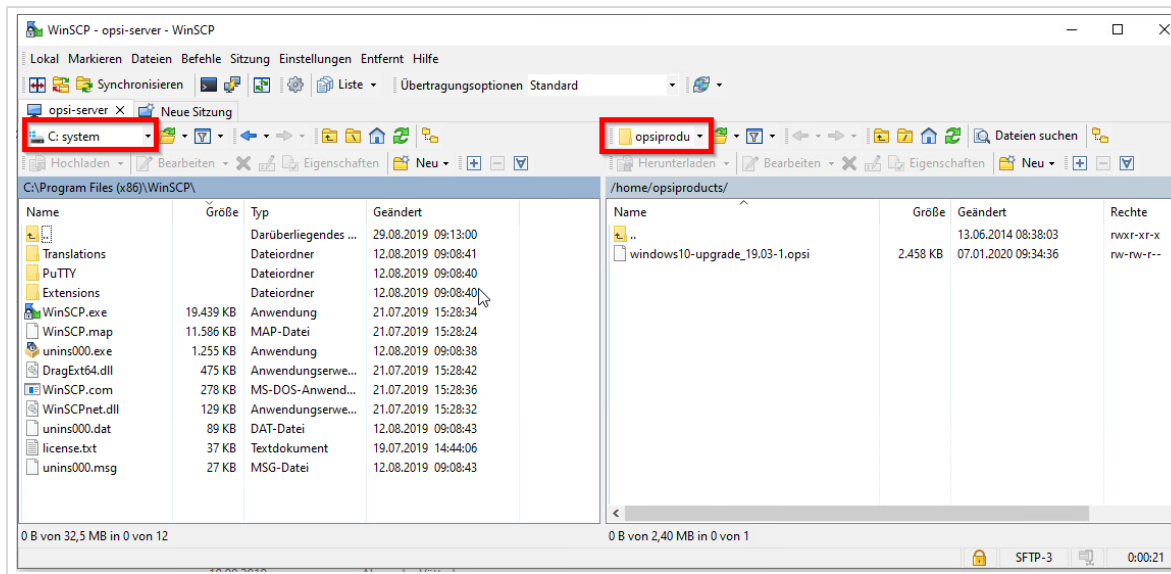 WinSCP - opsi-server - WinSCP
Lokal Markieren Dateien Befehle Sitzung Einstellungen Entfernt Hilfe
Synchronisieren Liste Übertragungsoptionen Standard
opsi-server X Neue Sitzung
C: system opsiprodu Dateien suchen
Hochladen Bearbeiten Eigenschaften Neu Herunterladen Bearbeiten Eigenschaften Neu
C:\Program Files (x86)\WinSCP\ /home/opsiproducts/
Name Größe Typ Geändert Name Größe Geändert Rechte
.. Darüberliegendes ... 29.08.2019 09:13:00 .. 13.06.2014 08:38:03 rwxr-xr-x
Translations Dateiordner 12.08.2019 09:08:41 windows10-upgrade_19.03-1.opsi 2.458 KB 07.01.2020 09:34:36 rw-rw-r--
PuTTY Dateiordner 12.08.2019 09:08:40
Extensions Dateiordner 12.08.2019 09:08:40
WinSCP.exe 19.439 KB Anwendung 21.07.2019 15:28:34
WinSCP.map 11.586 KB MAP-Datei 21.07.2019 15:28:24
unins000.exe 1.255 KB Anwendung 12.08.2019 09:08:38
DragExt64.dll 475 KB Anwendungserwe... 21.07.2019 15:28:42
WinSCP.com 278 KB MS-DOS-Anwend... 21.07.2019 15:28:36
WinSCPnet.dll 129 KB Anwendungserwe... 21.07.2019 15:28:32
unins000.dat 89 KB DAT-Datei 12.08.2019 09:08:43
license.txt 37 KB Textdokument 19.07.2019 14:44:06
unins000.msg 27 KB MSG-Datei 12.08.2019 09:08:43
0 B von 32,5 MB in 0 von 12 0 B von 2,40 MB in 0 von 1
SFTP-3 0:00:21